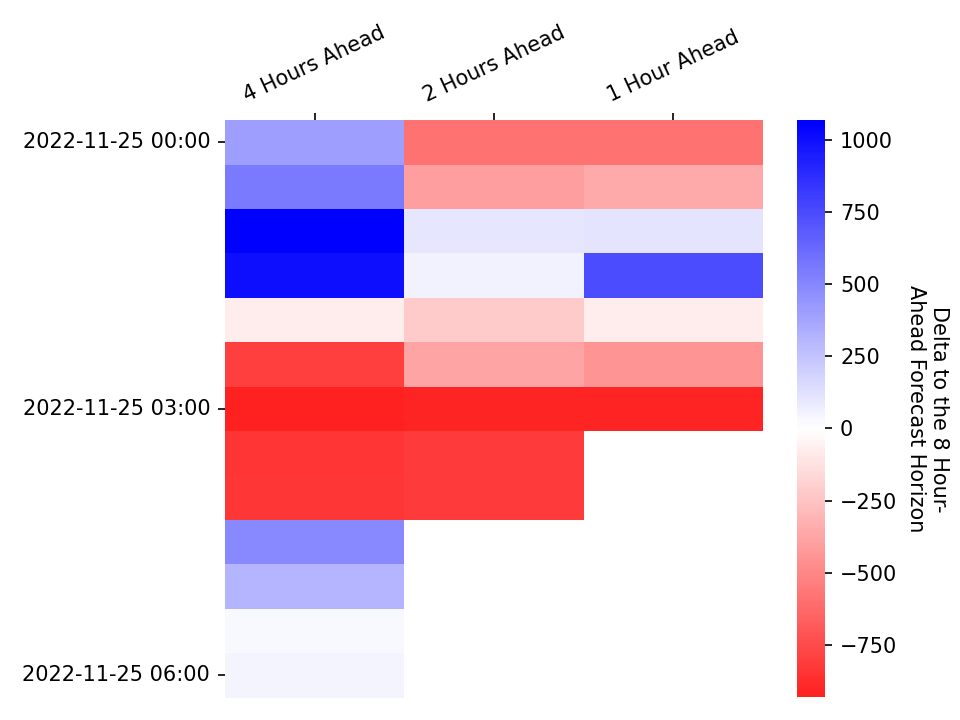 4 Hours Ahead
2 Hours Ahead
1 Hour Ahead
2022-11-25 00:00
2022-11-25 03:00
2022-11-25 06:00
1000
750
500
250
0
−250
−500
−750
Delta to the 8 Hour-
Ahead Forecast Horizon